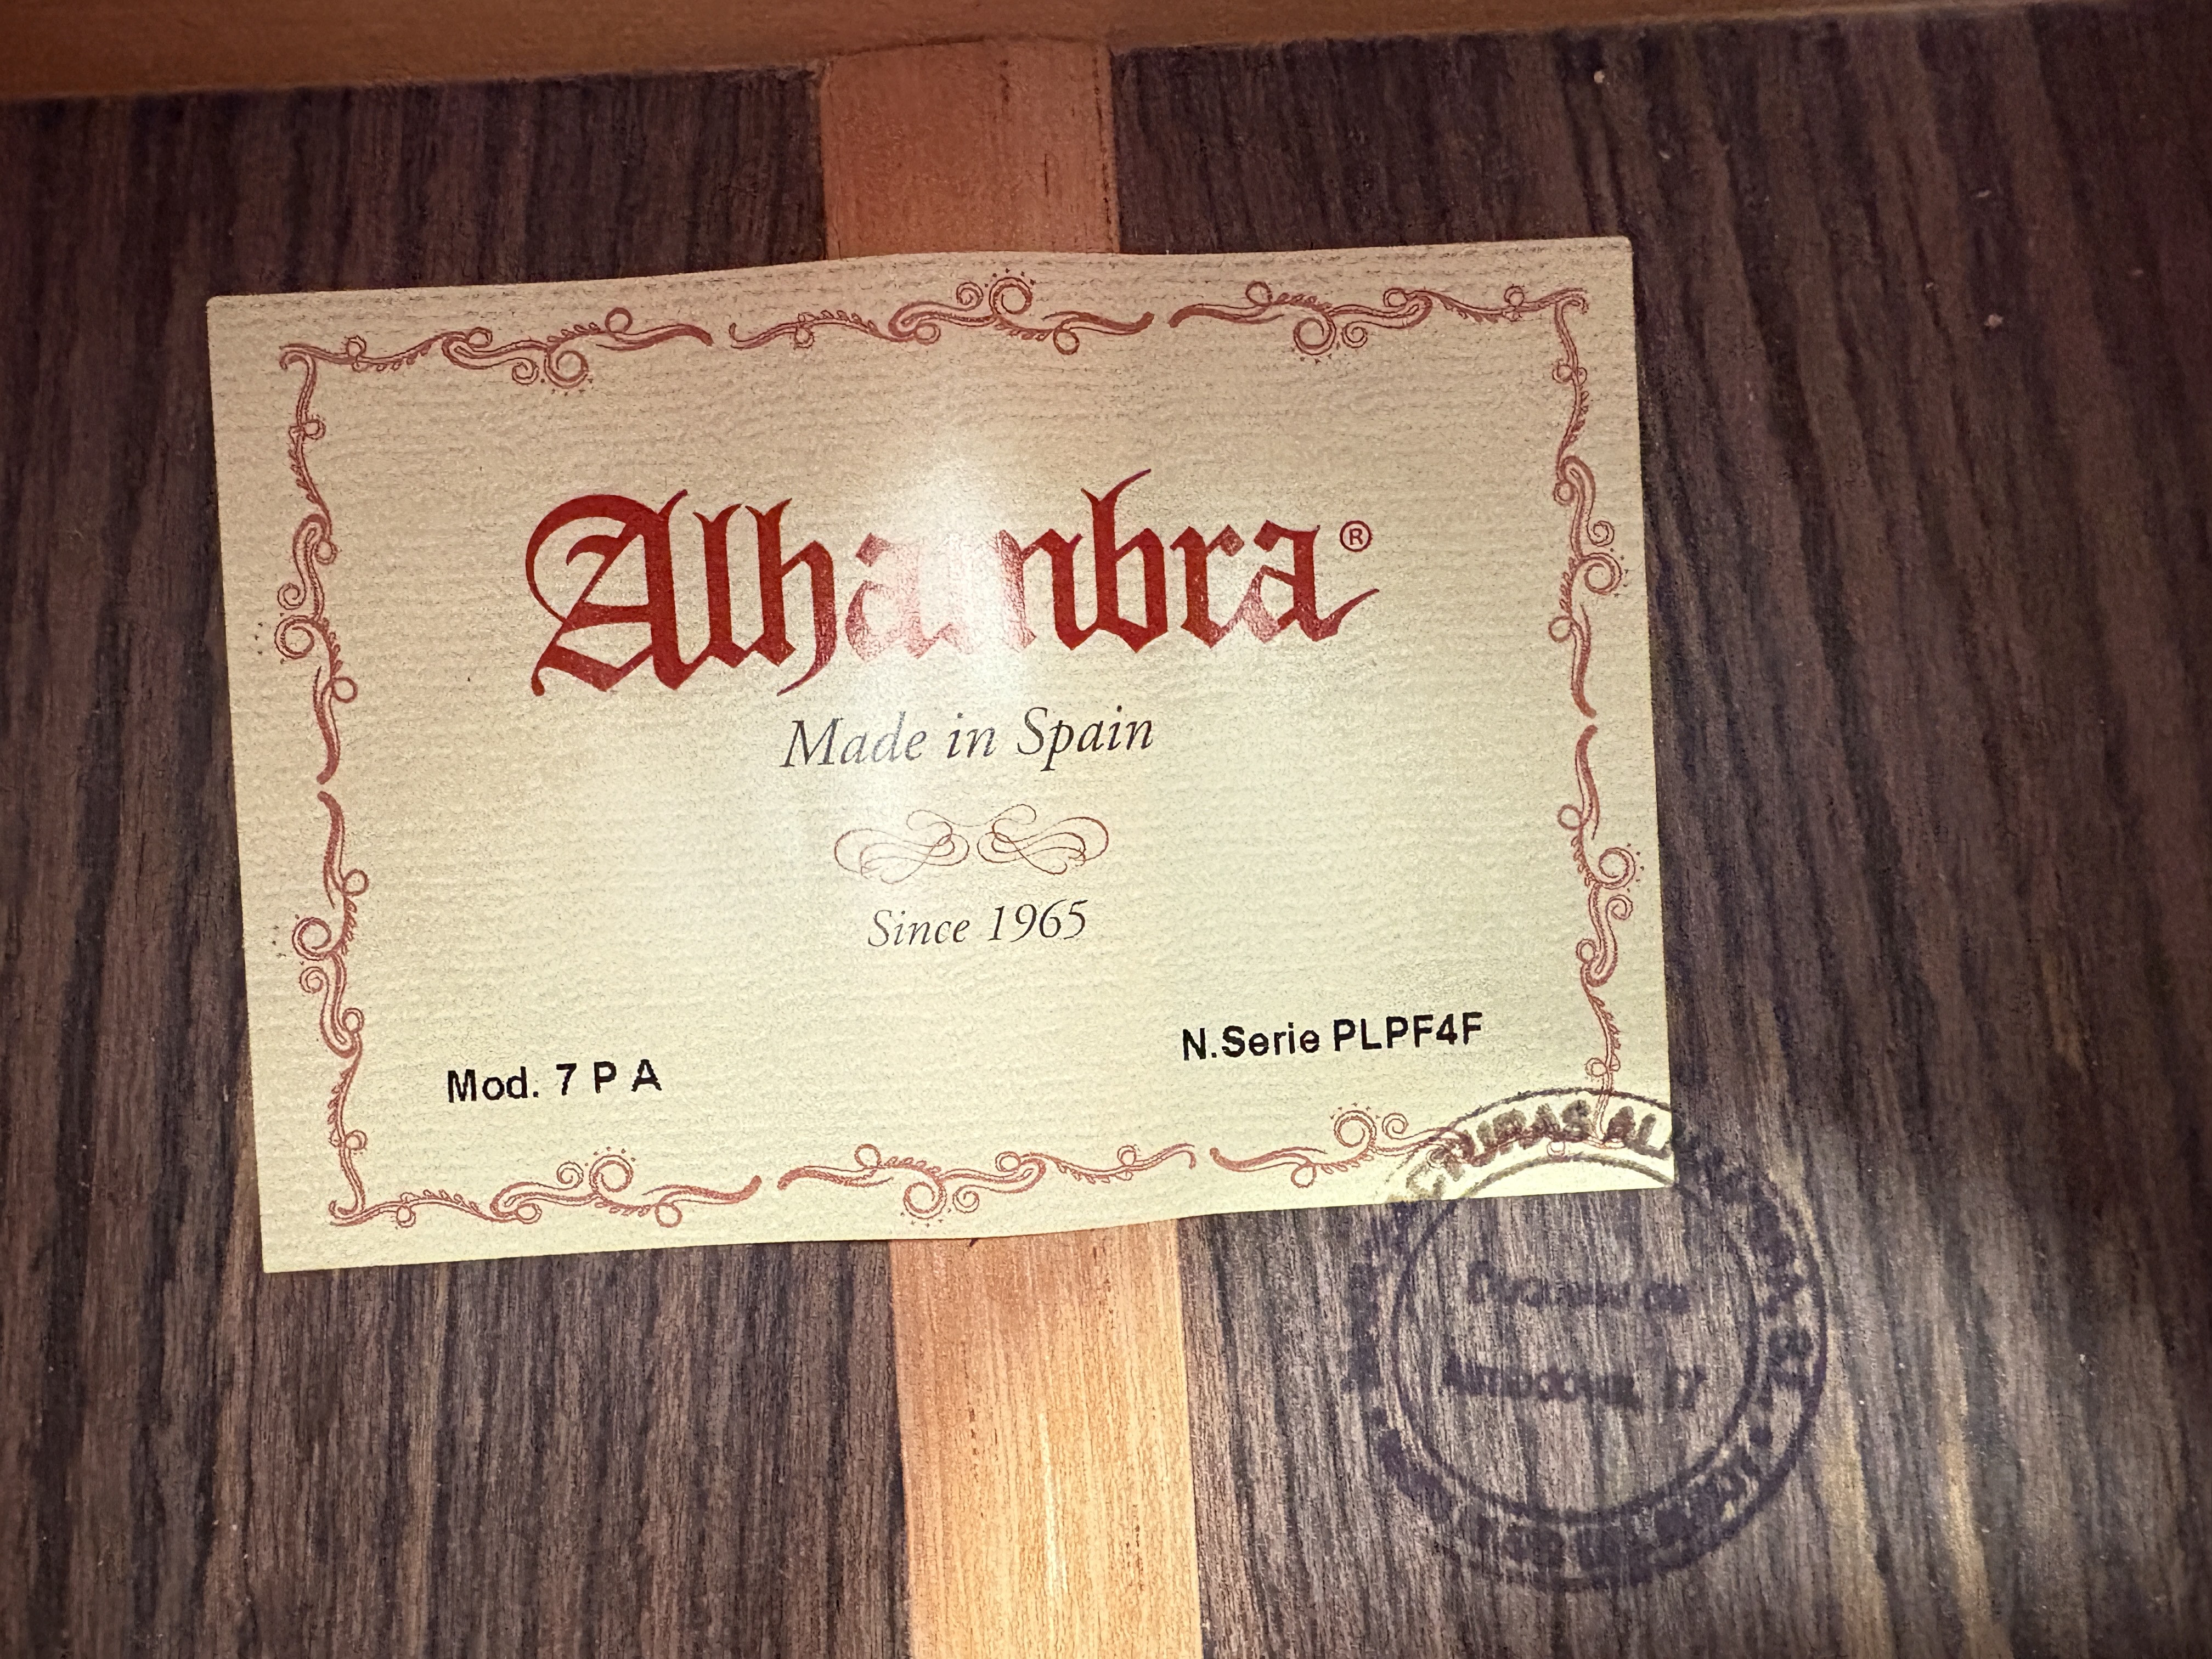 Alhambra®
Made in Spain
Since 1965
Mod. 7 P A
N.Serie PLPF4F